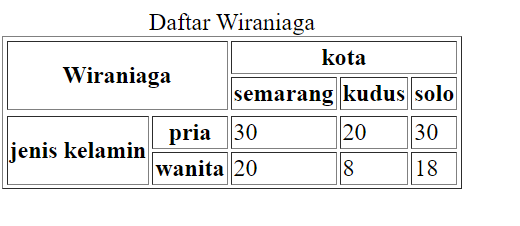 Daftar Wiraniaga
Wiraniaga kota
semarang kudus solo
jenis kelamin pria 30 20 30
wanita 20 8 18